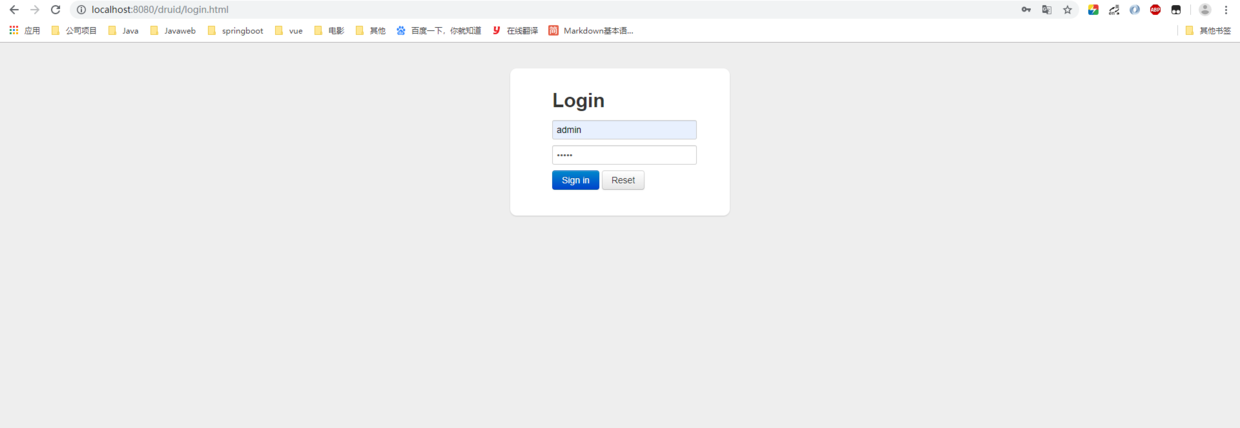 localhost:8080/druid/login.html
应用 公司项目 Java Javaweb springboot vue 电影 其他 百度一下，你就知道 在线翻译 Markdown基本语... 其他书签
Login
admin
•••••
Sign in Reset